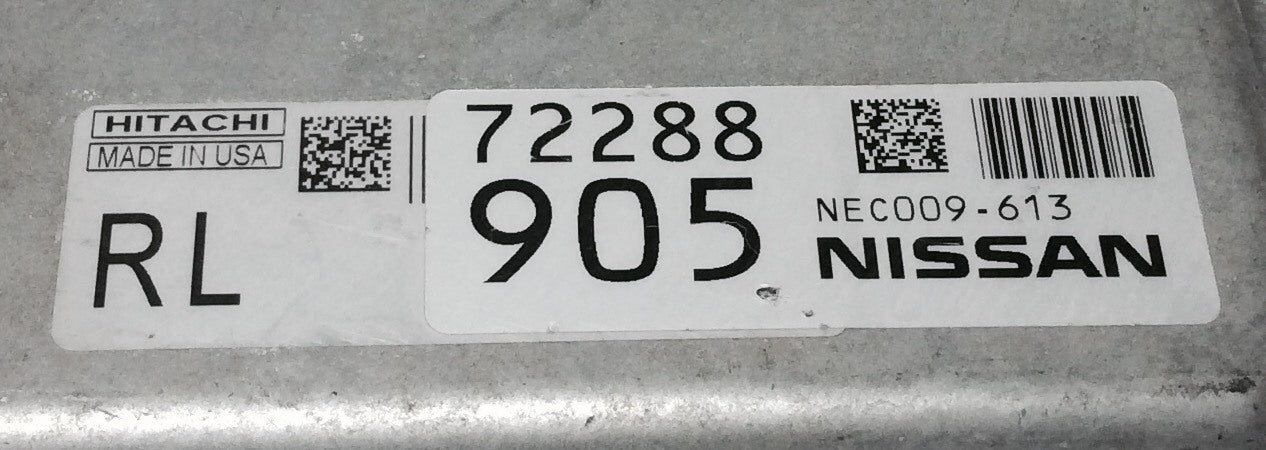 HITACHI
MADE IN USA
RL
72288
905
NEC009-613
NISSAN